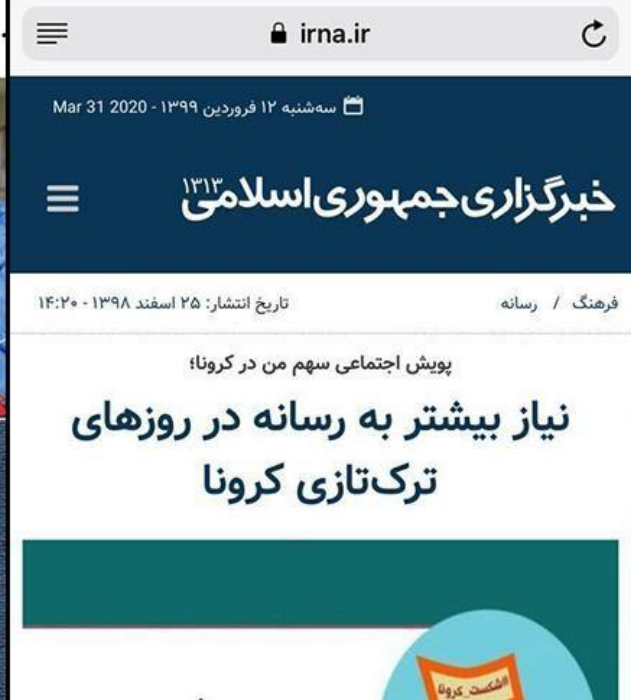 irna.ir
سه‌شنبه ۱۲ فروردین ۱۳۹۹ - Mar 31 2020
خبرگزاری جمهوری اسلامی ۱۳۱۳
فرهنگ / رسانه
تاریخ انتشار: ۲۵ اسفند ۱۳۹۸ - ۱۴:۲۰
پویش اجتماعی سهم من در کرونا؛
نیاز بیشتر به رسانه در روزهای
ترک‌تازی کرونا
#شکست_کرونا